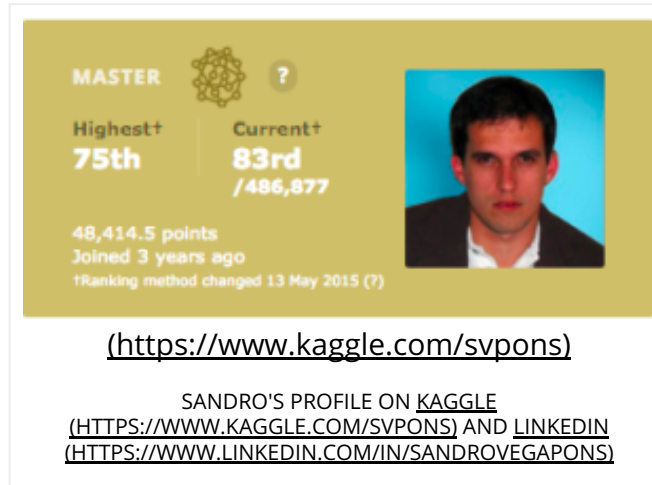 MASTER ?
Highest† Current†
75th 83rd
/486,877
48,414.5 points
Joined 3 years ago
†Ranking method changed 13 May 2015 (?)
(https://www.kaggle.com/svpons)
SANDRO'S PROFILE ON KAGGLE
(HTTPS://WWW.KAGGLE.COM/SVPONS) AND LINKEDIN
(HTTPS://WWW.LINKEDIN.COM/IN/SANDROVEGAPONS)